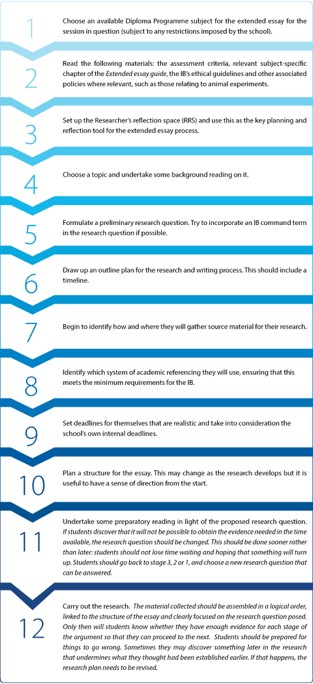 1
Choose an available Diploma Programme subject for the extended essay for the
session in question (subject to any restrictions imposed by the school).
2
Read the following materials: the assessment criteria, relevant subject-specific
chapter of the Extended essay guide, the IB's ethical guidelines and other associated
policies where relevant, such as those relating to animal experiments.
3
Set up the Researcher's reflection space (RRS) and use this as the key planning and
reflection tool for the extended essay process.
4
Choose a topic and undertake some background reading on it.
5
Formulate a preliminary research question. Try to incorporate an IB command term
in the research question if possible.
6
Draw up an outline plan for the research and writing process. This should include a
timeline.
7
Begin to identify how and where they will gather source material for their research.
8
Identify which system of academic referencing they will use, ensuring that this
meets the minimum requirements for the IB.
9
Set deadlines for themselves that are realistic and take into consideration the
school's own internal deadlines.
10
Plan a structure for the essay. This may change as the research develops but it is
useful to have a sense of direction from the start.
11
Undertake some preparatory reading in light of the proposed research question.
If students discover that it will not be possible to obtain the evidence needed in the time
available, the research question should be changed. This should be done sooner rather
than later: students should not lose time waiting and hoping that something will turn
up. Students should go back to stage 3, 2 or 1, and choose a new research question that
can be answered.
12
Carry out the research. The material collected should be assembled in a logical order,
linked to the structure of the essay and clearly focused on the research question posed.
Only then will students know whether they have enough evidence for each stage of
the argument so that they can proceed to the next. Students should be prepared for
things to go wrong. Sometimes they may discover something later in the research
that undermines what they thought had been established earlier. If that happens, the
research plan needs to be revised.